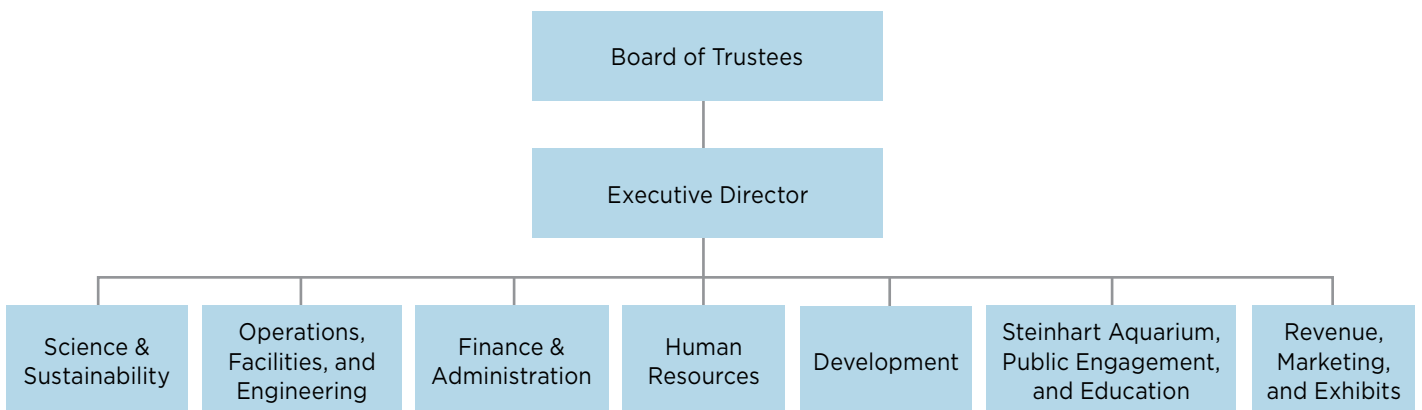 Board of Trustees
Executive Director
Science &
Sustainability
Operations,
Facilities, and
Engineering
Finance &
Administration
Human
Resources
Development
Steinhart Aquarium,
Public Engagement,
and Education
Revenue,
Marketing,
and Exhibits